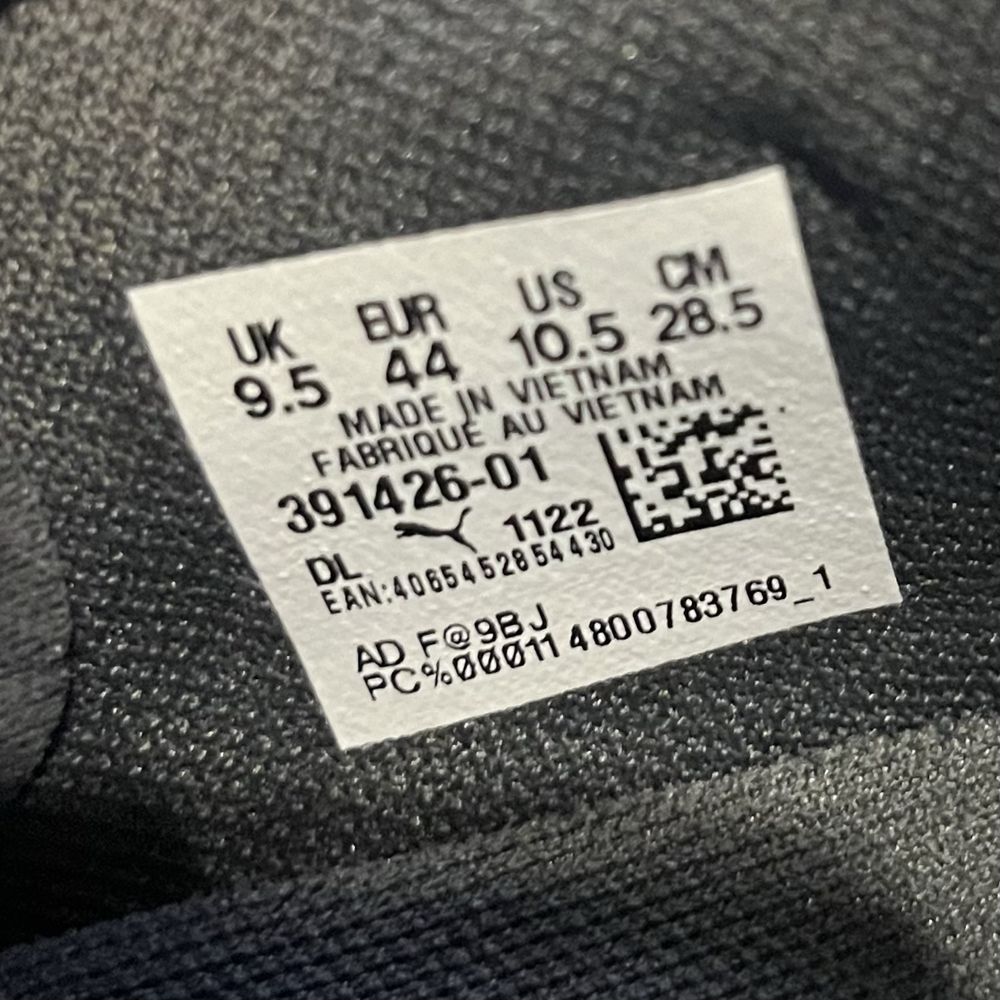 UK EUR US CM
9.5 44 10.5 28.5
MADE IN VIETNAM
FABRIQUE AU VIETNAM
391426-01
DL 1122
EAN:4065452854430
AD F@9BJ
PC%00011 4800783769_1